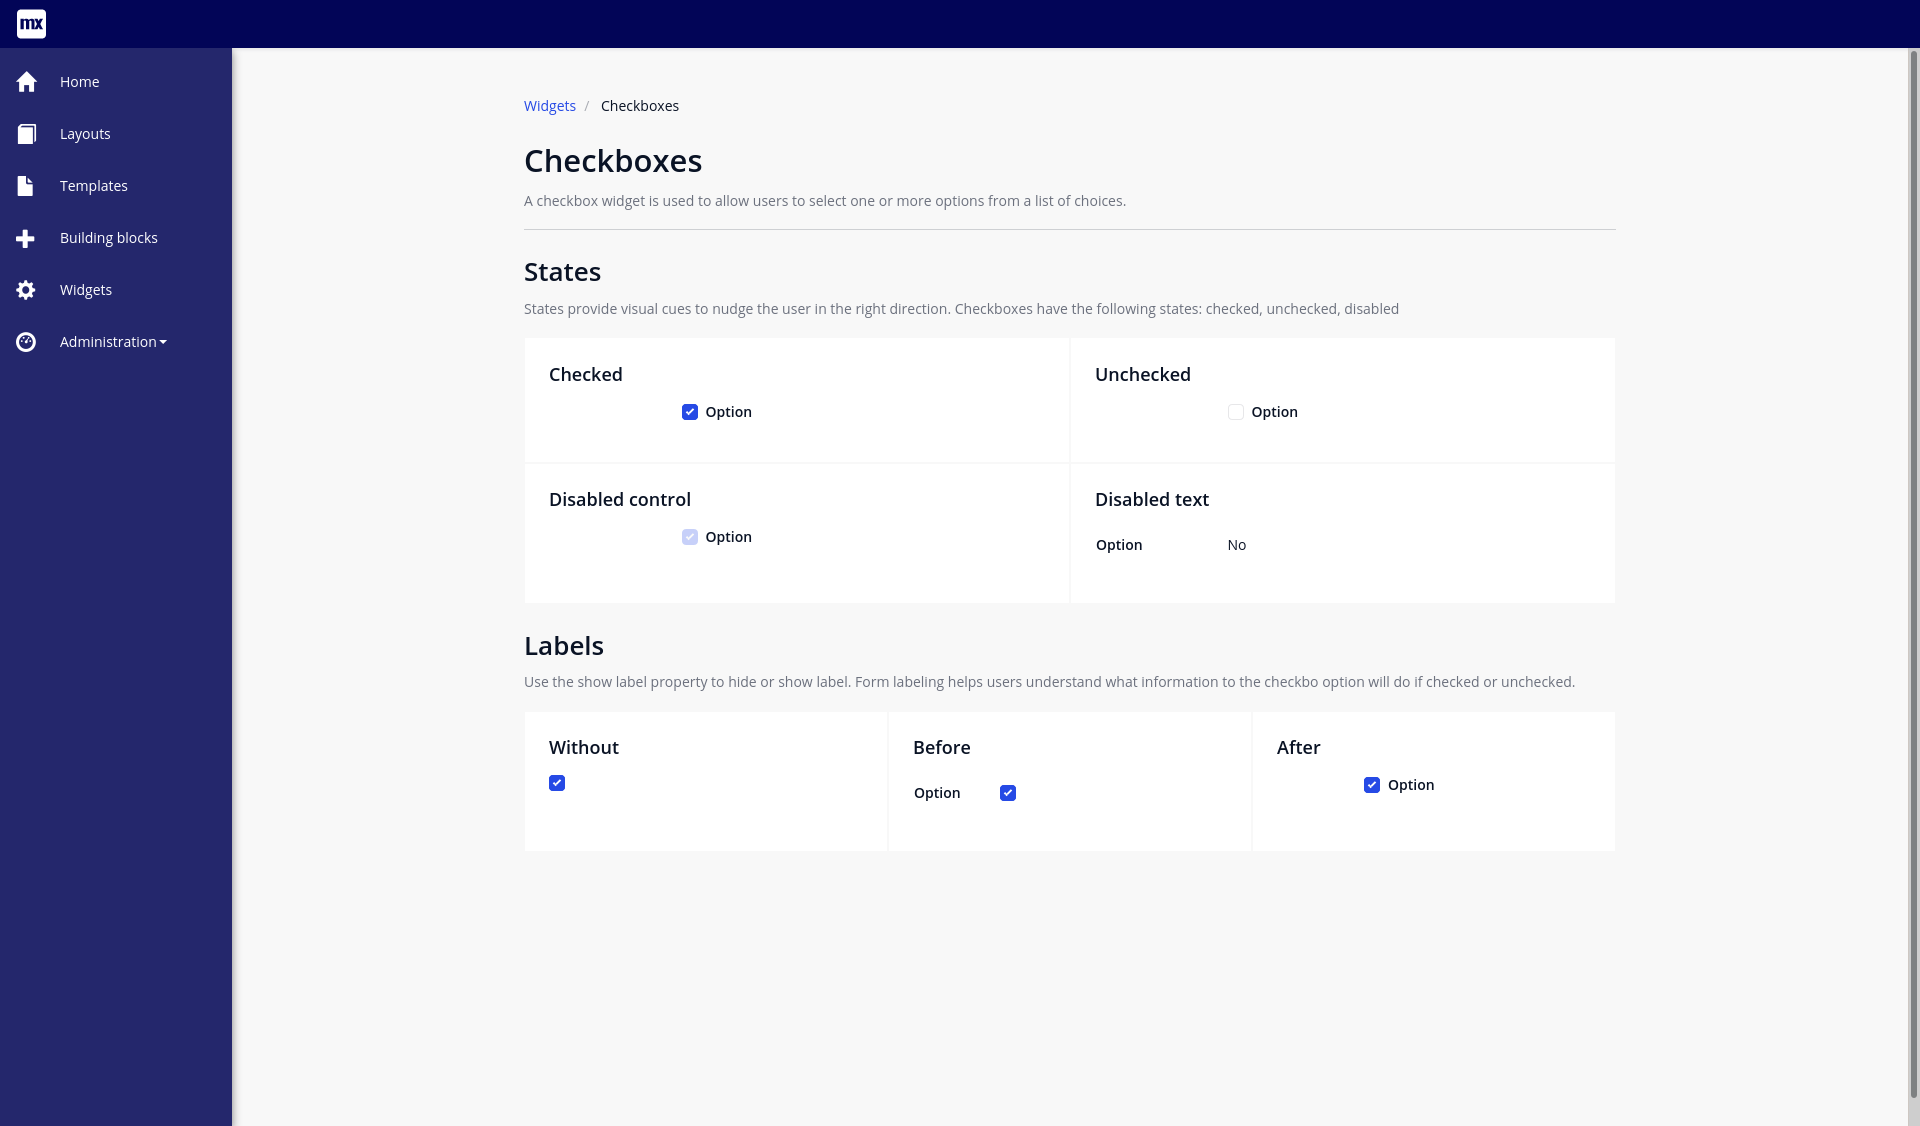 mx
Home
Layouts
Templates
Building blocks
Widgets
Administration
Widgets / Checkboxes
Checkboxes
A checkbox widget is used to allow users to select one or more options from a list of choices.
States
States provide visual cues to nudge the user in the right direction. Checkboxes have the following states: checked, unchecked, disabled
Checked
Option
Unchecked
Option
Disabled control
Option
Disabled text
Option No
Labels
Use the show label property to hide or show label. Form labeling helps users understand what information to the checkbo option will do if checked or unchecked.
Without
Before
Option
After
Option